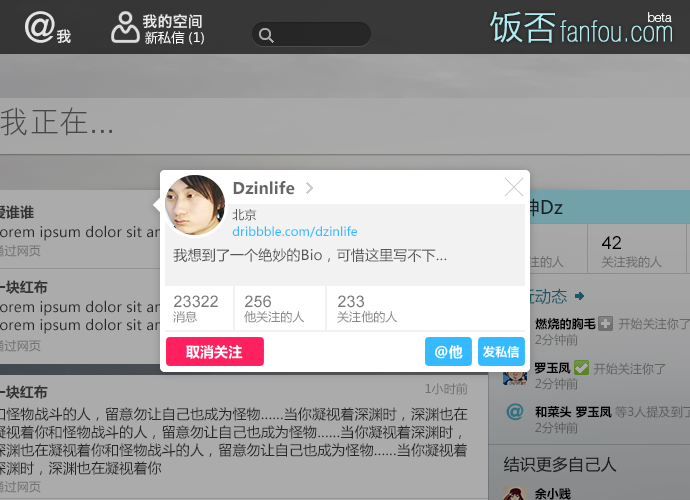 @我
我的空间
新私信 (1)
饭否 fanfou.com
beta
我正在...
Dzinlife
北京
dribbble.com/dzinlife
我想到了一个绝妙的Bio，可惜这里写不下...
23322
消息
256
他关注的人
233
关注他的人
取消关注
@他
发私信
爱谁谁
orem ipsum dolor sit an
通过网页
一块红布
orem ipsum dolor sit am
orem ipsum dolor sit am
通过网页
一块红布
1小时前
和怪物战斗的人，留意勿让自己也成为怪物......当你凝视着深渊时，深渊也在
凝视着你和怪物战斗的人，留意勿让自己也成为怪物......当你凝视着深渊时，
深渊也在凝视着你和怪物战斗的人，留意勿让自己也成为怪物......当你凝视着
深渊时，深渊也在凝视着你
通过网页
神Dz
注的人
42
关注我的人
近动态
燃烧的胸毛 开始关注你了
2分钟前
罗玉凤 开始关注你了
2分钟前
@ 和菜头 罗玉凤 等3人提及到了
2分钟前
结识更多自己人
余小贱